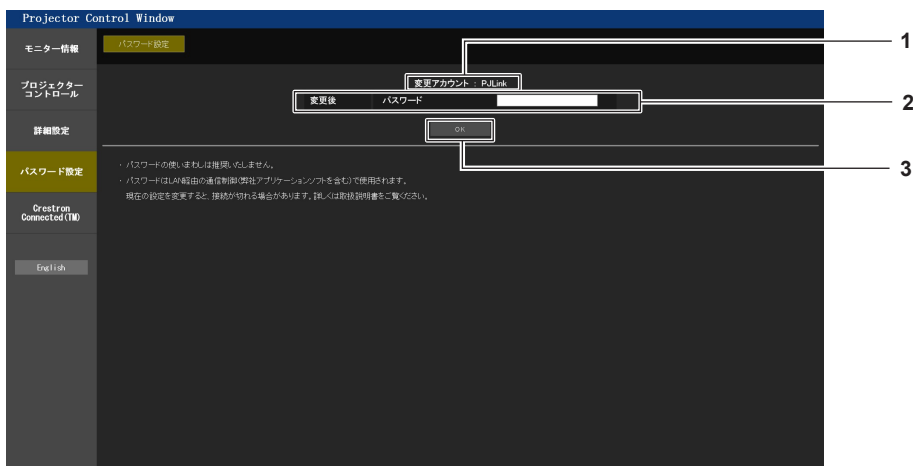 Projector Control Window
モニター情報
パスワード設定
1
変更アカウント : PJLink
プロジェクター
コントロール
変更後 パスワード
2
詳細設定
OK
パスワード設定
3
・パスワードの使いまわしは推奨いたしません。
・パスワードはLAN経由の通信制御(弊社アプリケーションソフトを含む)で使用されます。
現在の設定を変更すると、接続が切れる場合があります。詳しくは取扱説明書をご覧ください。
Crestron
Connected(TM)
English